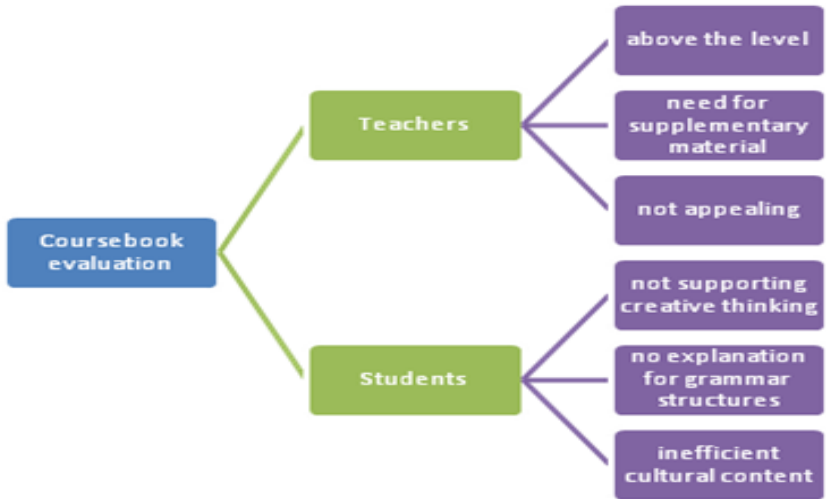 Coursebook
evaluation
Teachers
above the level
need for
supplementary
material
not appealing
Students
not supporting
creative thinking
no explanation
for grammar
structures
inefficient
cultural content